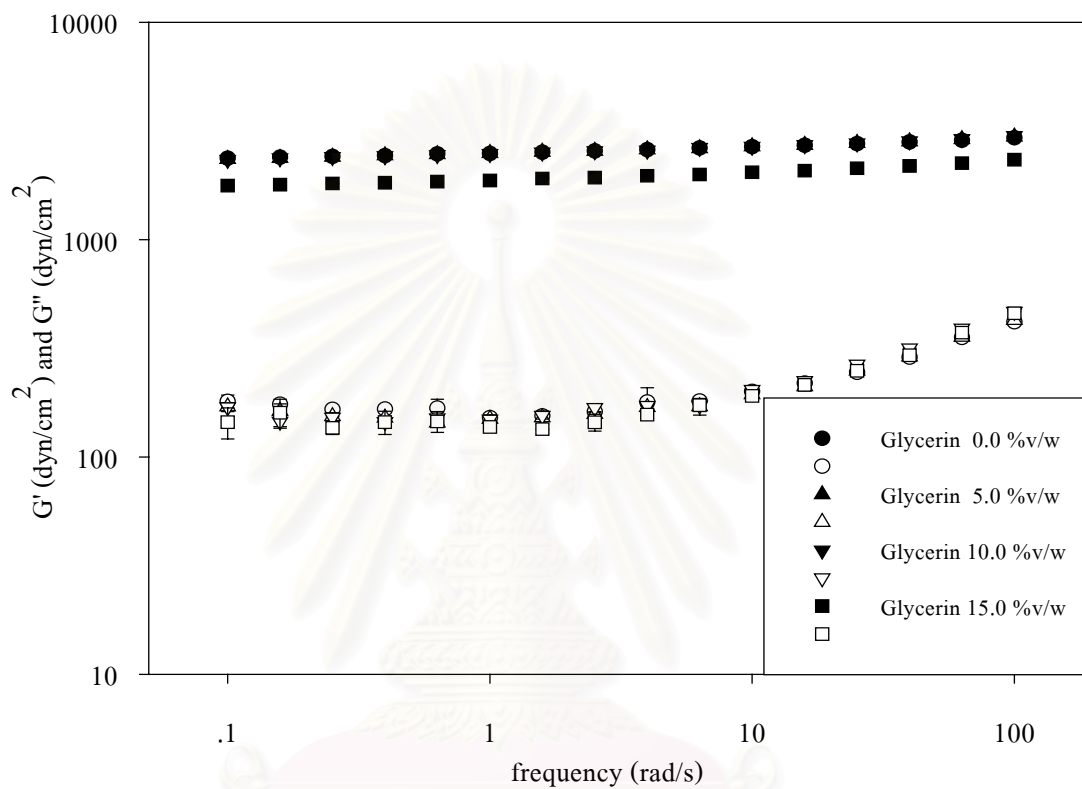 10000
1000
100
10
G' (dyn/cm2) and G" (dyn/cm2)
.1 1 10 100
frequency (rad/s)
Glycerin 0.0 %v/w
Glycerin 5.0 %v/w
Glycerin 10.0 %v/w
Glycerin 15.0 %v/w